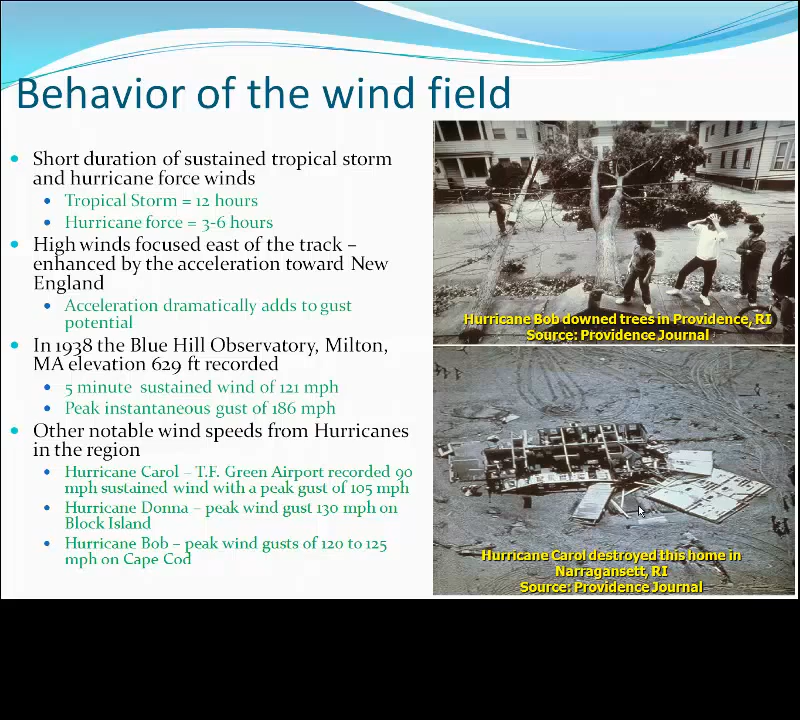 Behavior of the wind field
• Short duration of sustained tropical storm
and hurricane force winds
• Tropical Storm = 12 hours
• Hurricane force = 3-6 hours
• High winds focused east of the track –
enhanced by the acceleration toward New
England
• Acceleration dramatically adds to gust
potential
• In 1938 the Blue Hill Observatory, Milton,
MA elevation 629 ft recorded
• 5 minute sustained wind of 121 mph
• Peak instantaneous gust of 186 mph
• Other notable wind speeds from Hurricanes
in the region
• Hurricane Carol – T.F. Green Airport recorded 90
mph sustained wind with a peak gust of 105 mph
• Hurricane Donna – peak wind gust 130 mph on
Block Island
• Hurricane Bob – peak wind gusts of 120 to 125
mph on Cape Cod
Hurricane Bob downed trees in Providence, RI
Source: Providence Journal
Hurricane Carol destroyed this home in
Narragansett, RI
Source: Providence Journal